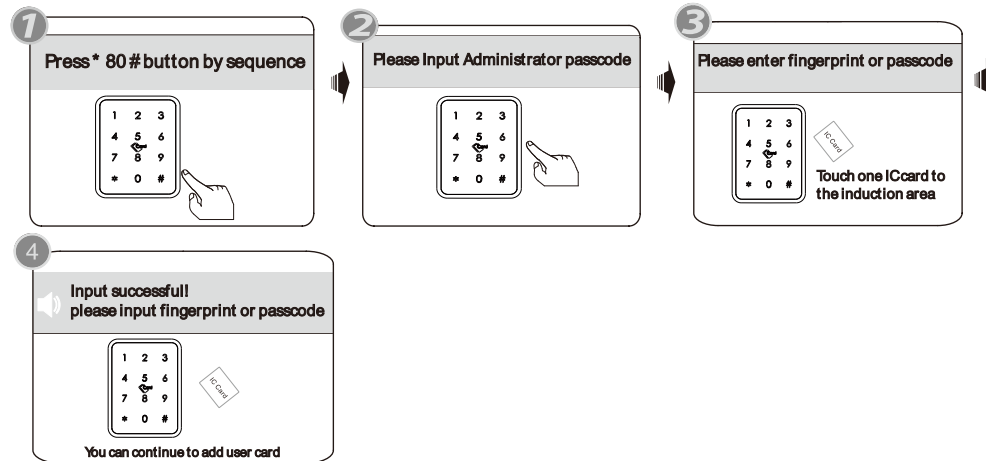 1
Press * 80 # button by sequence
1 2 3
4 5 6
7 8 9
* 0 #
2
Please Input Administrator passcode
1 2 3
4 5 6
7 8 9
* 0 #
3
Please enter fingerprint or passcode
1 2 3
4 5 6
7 8 9
* 0 #
IC Card
Touch one ICcard to
the induction area
4
Input successful!
please input fingerprint or passcode
1 2 3
4 5 6
7 8 9
* 0 #
IC Card
You can continue to add user card